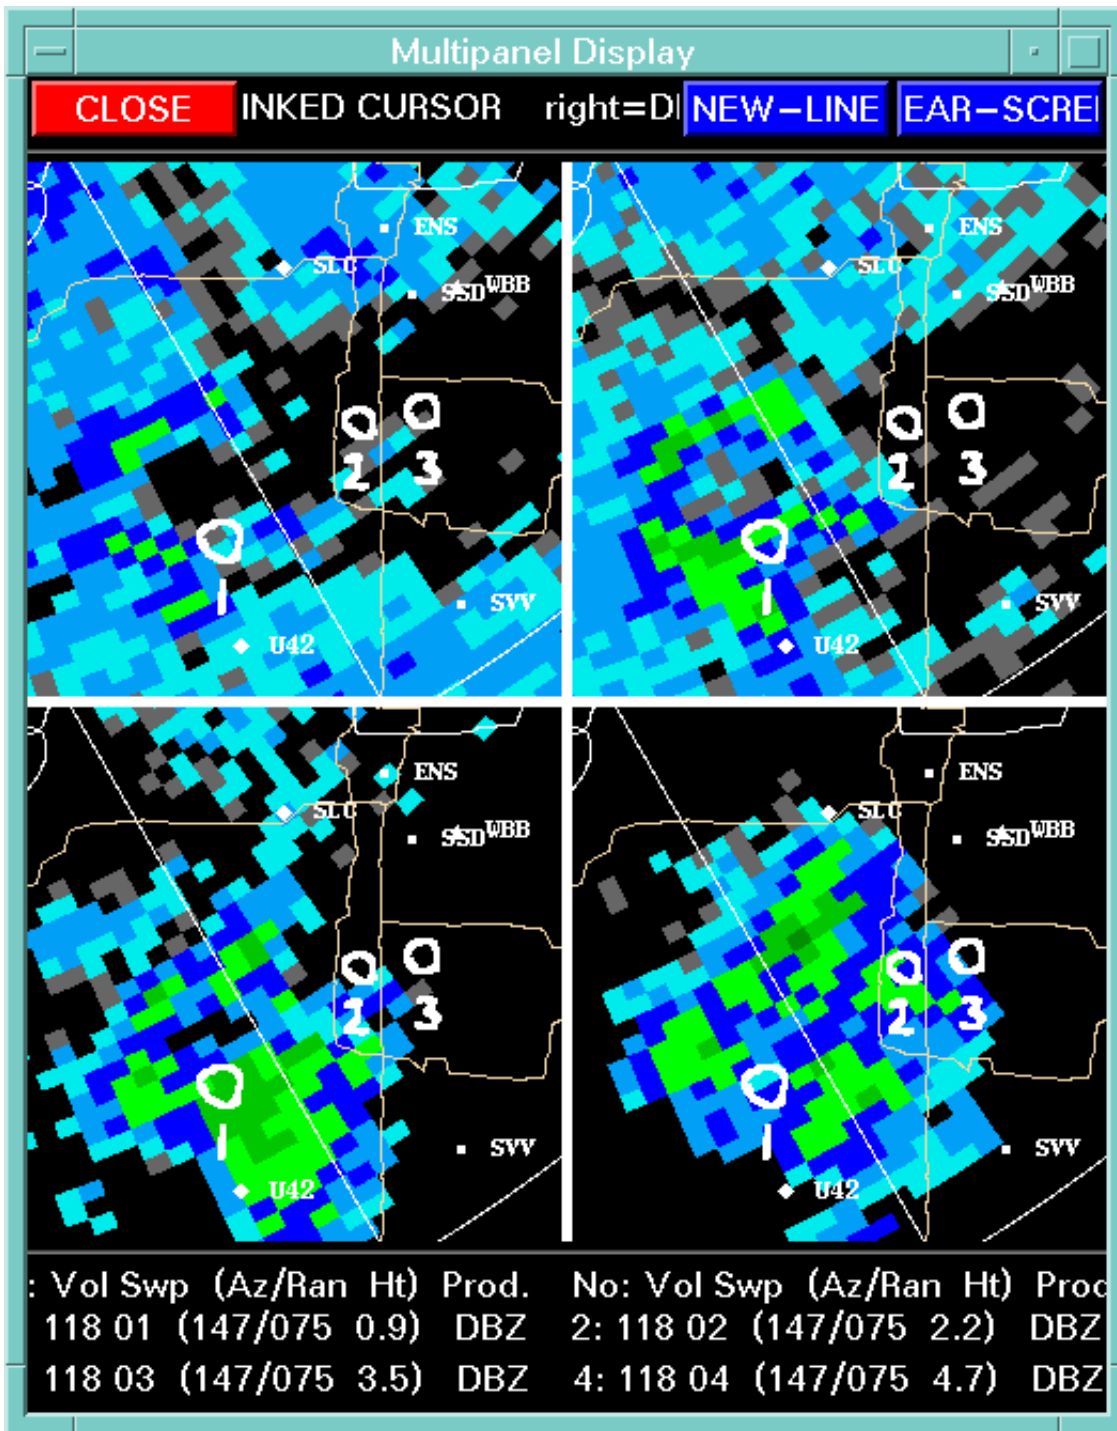 Multipanel Display
CLOSE INKED CURSOR right=DI NEW-LINE EAR-SCREI
ENS
SLC
SSD WBB
2 3
1
SVV
U42
ENS
SLC
SSD WBB
2 3
1
SVV
U42
ENS
SLC
SSD WBB
2 3
1
SVV
U42
ENS
SLC
SSD WBB
2 3
1
SVV
U42
: Vol Swp (Az/Ran Ht) Prod. No: Vol Swp (Az/Ran Ht) Prod
118 01 (147/075 0.9) DBZ 2: 118 02 (147/075 2.2) DBZ
118 03 (147/075 3.5) DBZ 4: 118 04 (147/075 4.7) DBZ